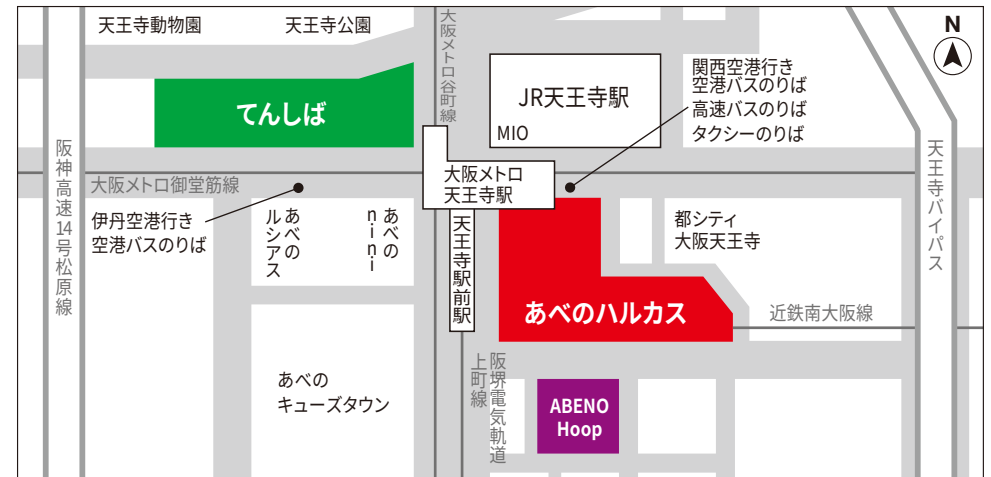 天王寺動物園
天王寺公園
大阪メトロ谷町線
N
てんしば
JR天王寺駅
MIO
関西空港行き
空港バスのりば
高速バスのりば
タクシーのりば
阪神高速14号松原線
大阪メトロ御堂筋線
大阪メトロ
天王寺駅
天王寺バイパス
伊丹空港行き
空港バスのりば
あべの
ルシアス
あべの
nini
天王寺駅前駅
都シティ
大阪天王寺
あべのハルカス
近鉄南大阪線
あべの
キューズタウン
阪堺電気軌道
上町線
ABENO
Hoop